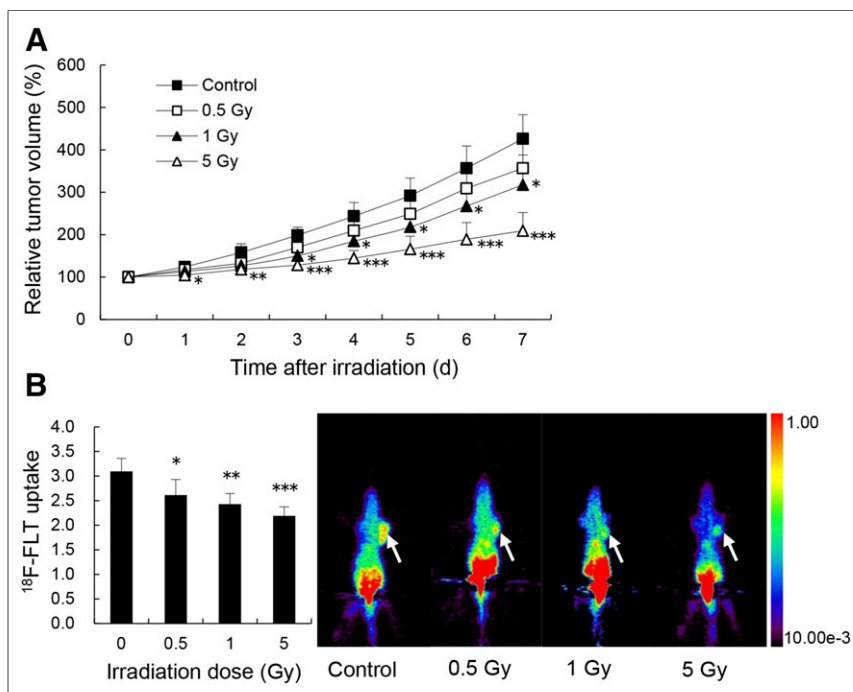 A
600
500
400
300
200
100
0
Relative tumor volume (%)
Control
0.5 Gy
1 Gy
5 Gy
*
*
*
*
*
*
**
***
***
***
***
***
0 1 2 3 4 5 6 7
Time after irradiation (d)
B
4.0
3.5
3.0
2.5
2.0
1.5
1.0
0.5
0.0
18F-FLT uptake
* ** ***
0 0.5 1 5
Irradiation dose (Gy)
Control 0.5 Gy 1 Gy 5 Gy
1.00
10.00e-3